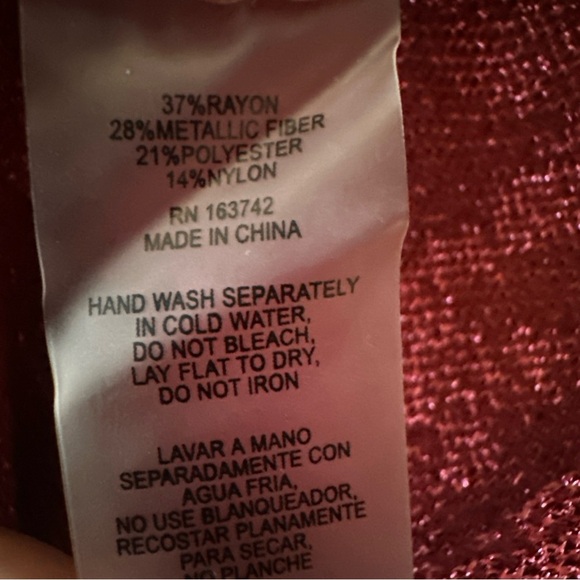 37%RAYON
28%METALLIC FIBER
21%POLYESTER
14%NYLON
RN 163742
MADE IN CHINA
HAND WASH SEPARATELY
IN COLD WATER,
DO NOT BLEACH,
LAY FLAT TO DRY,
DO NOT IRON
LAVAR A MANO
SEPARADAMENTE CON
AGUA FRIA,
NO USE BLANQUEADOR,
RECOSTAR PLANAMENTE
PARA SECAR,
NO PLANCHE